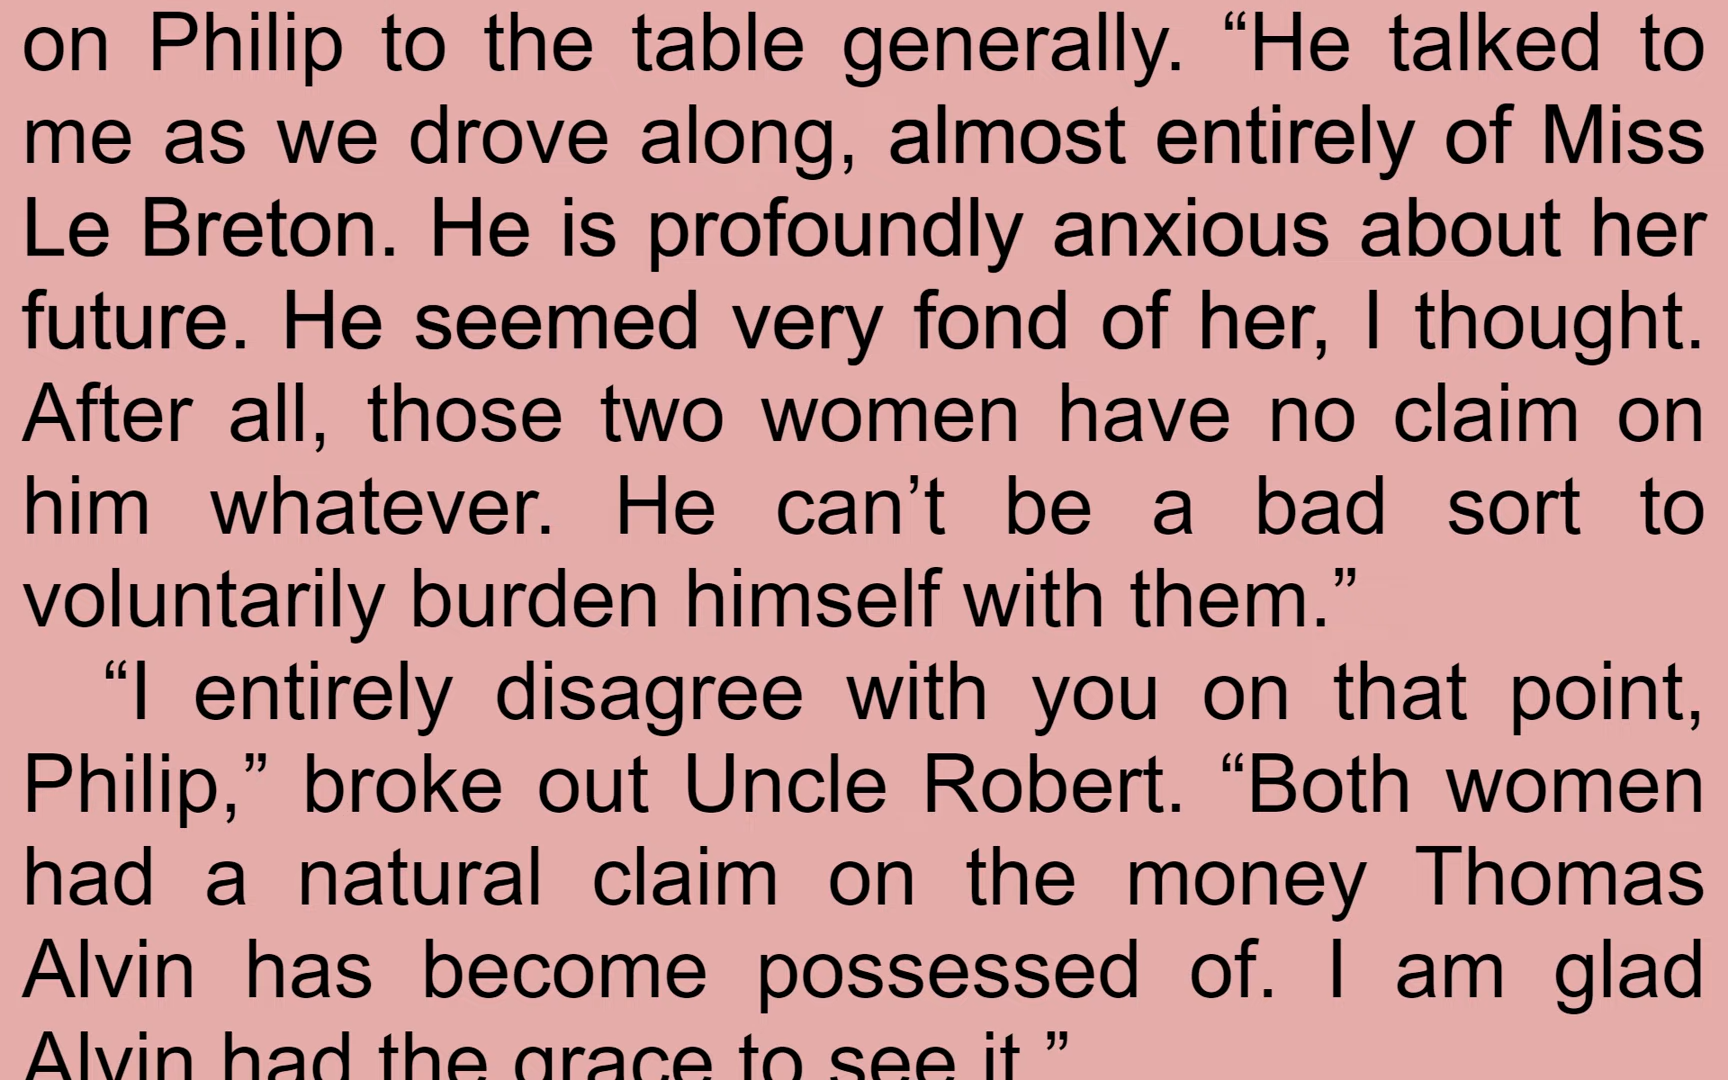 on Philip to the table generally. “He talked to
me as we drove along, almost entirely of Miss
Le Breton. He is profoundly anxious about her
future. He seemed very fond of her, I thought.
After all, those two women have no claim on
him whatever. He can’t be a bad sort to
voluntarily burden himself with them.”
“I entirely disagree with you on that point,
Philip,” broke out Uncle Robert. “Both women
had a natural claim on the money Thomas
Alvin has become possessed of. I am glad
Alvin had the grace to see it.”